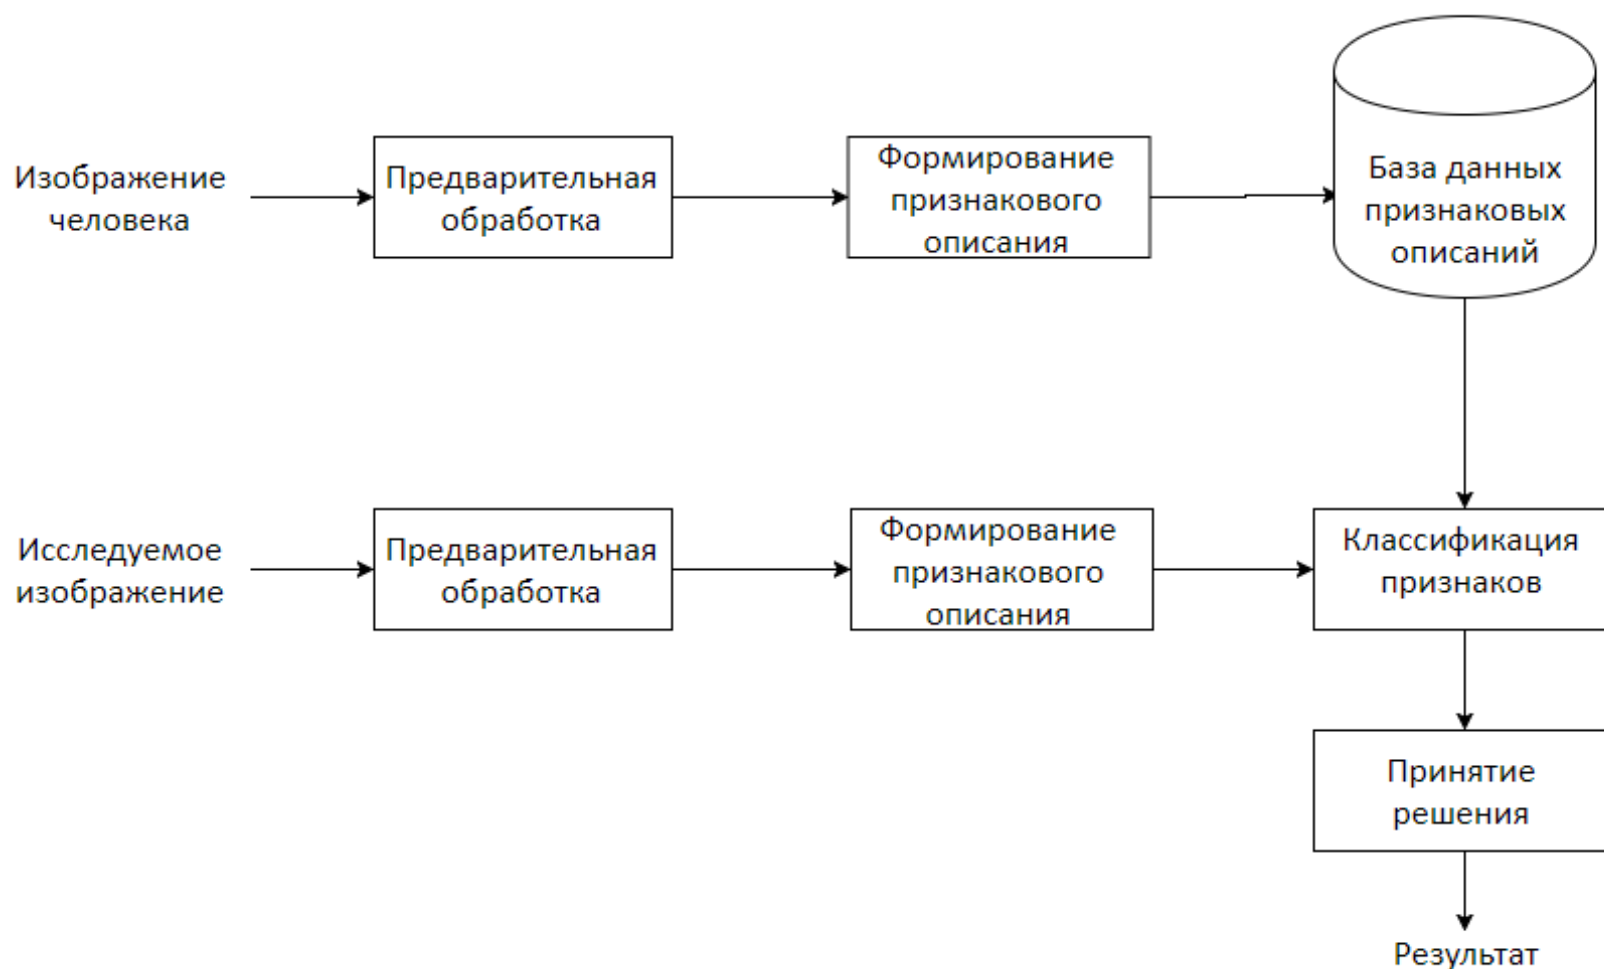 Изображение
человека
Предварительная
обработка
Формирование
признакового
описания
База данных
признаковых
описаний
Исследуемое
изображение
Предварительная
обработка
Формирование
признакового
описания
Классификация
признаков
Принятие
решения
Результат